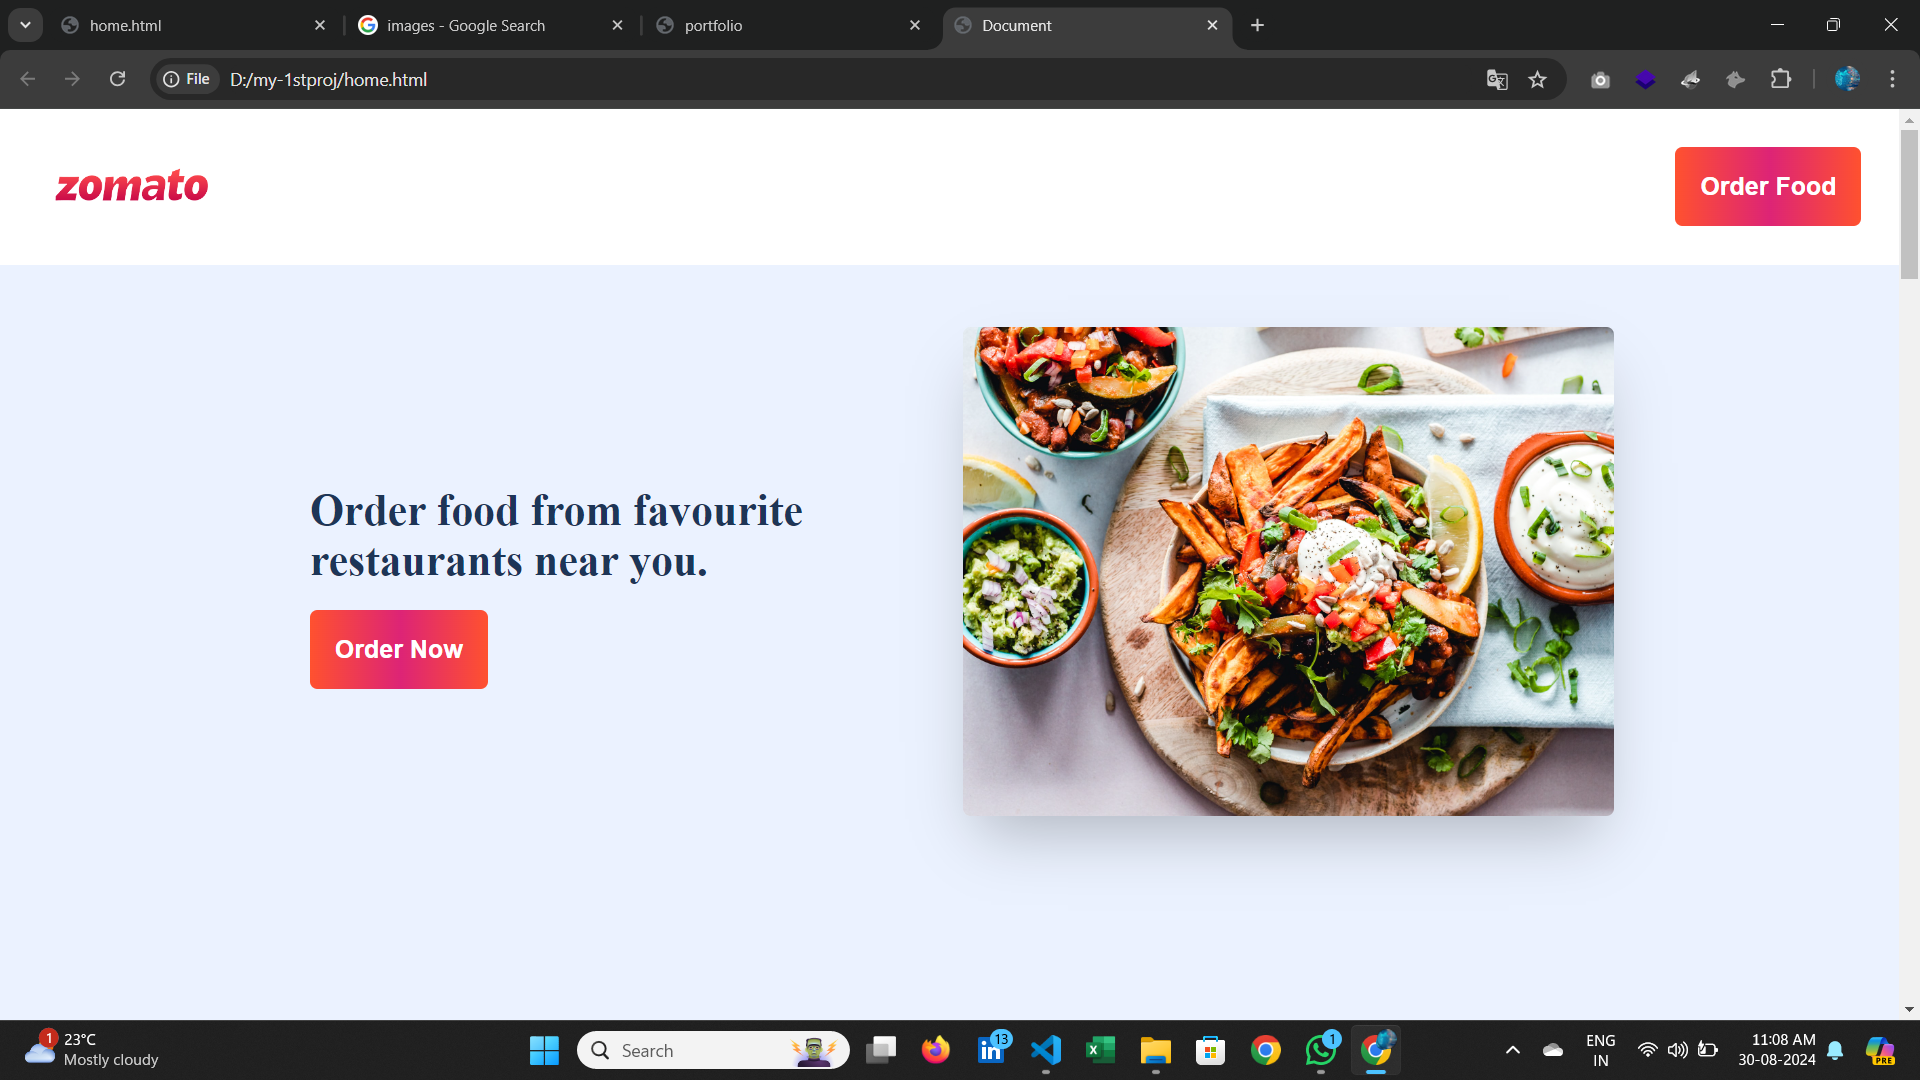 home.html
images - Google Search
portfolio
Document
File
D:/my-1stproj/home.html
zomato
Order Food
Order food from favourite
restaurants near you.
Order Now
1
23°C
Mostly cloudy
Search
13
1
ENG
IN
11:08 AM
30-08-2024
PRE